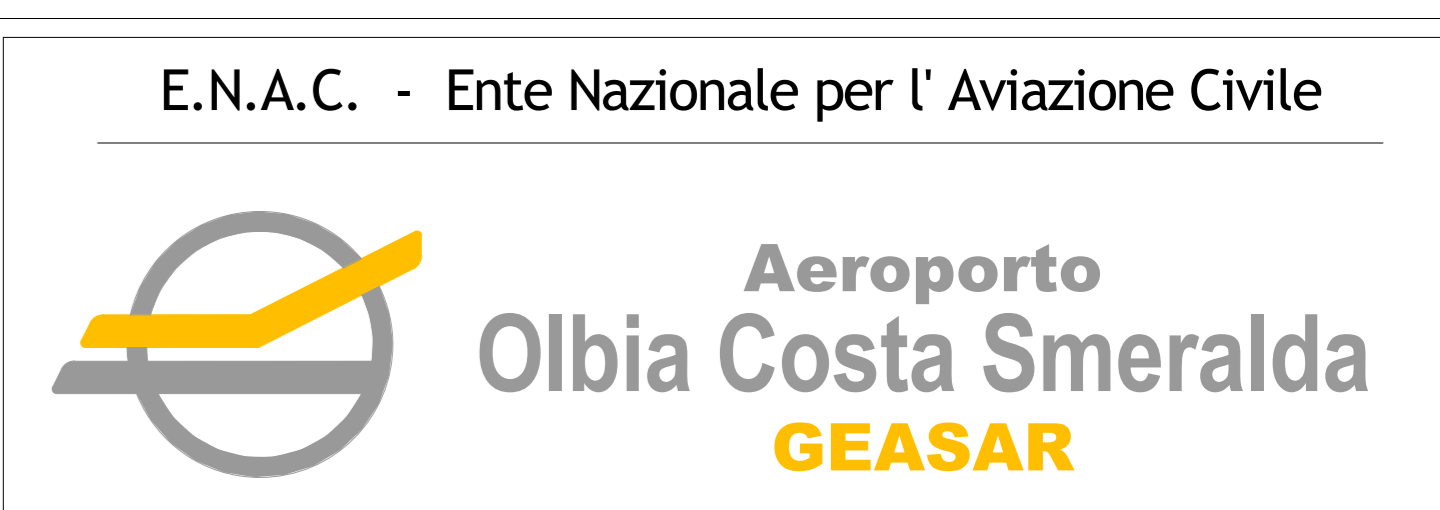 E.N.A.C. - Ente Nazionale per l' Aviazione Civile
Aeroporto
Olbia Costa Smeralda
GEASAR